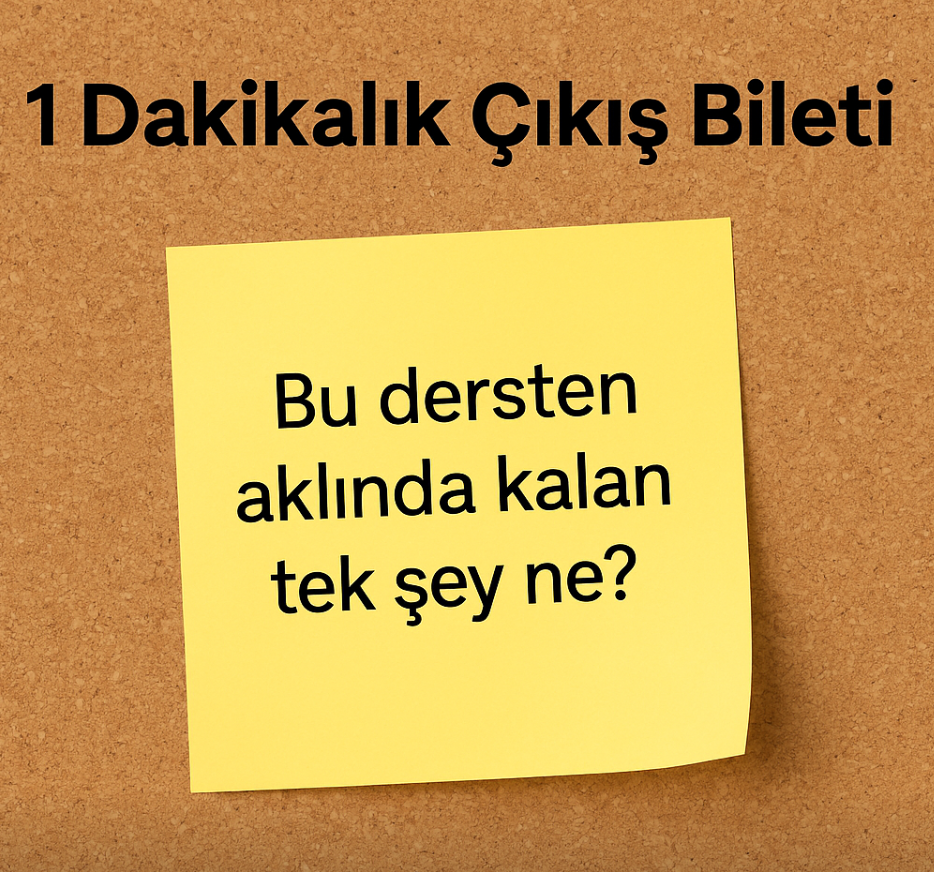 1 Dakikalık Çıkış Bileti
Bu dersten
aklında kalan
tek şey ne?